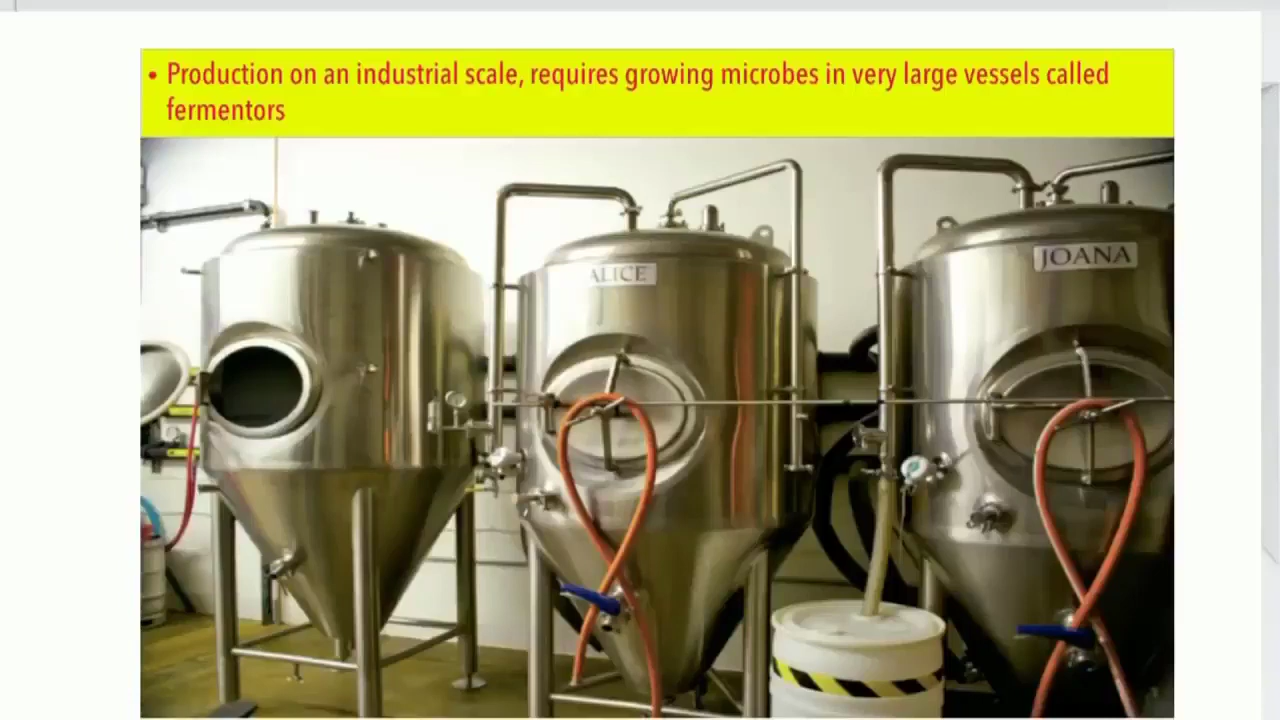 • Production on an industrial scale, requires growing microbes in very large vessels called
fermentors
ALICE
JOANA